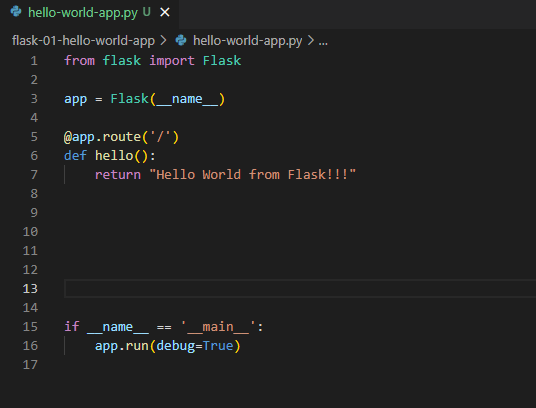 hello-world-app.py U ×
flask-01-hello-world-app > hello-world-app.py > ...
1 from flask import Flask
2
3 app = Flask(__name__)
4
5 @app.route('/')
6 def hello():
7     return "Hello World from Flask!!!"
8
9
10
11
12
13
14
15 if __name__ == '__main__':
16     app.run(debug=True)
17